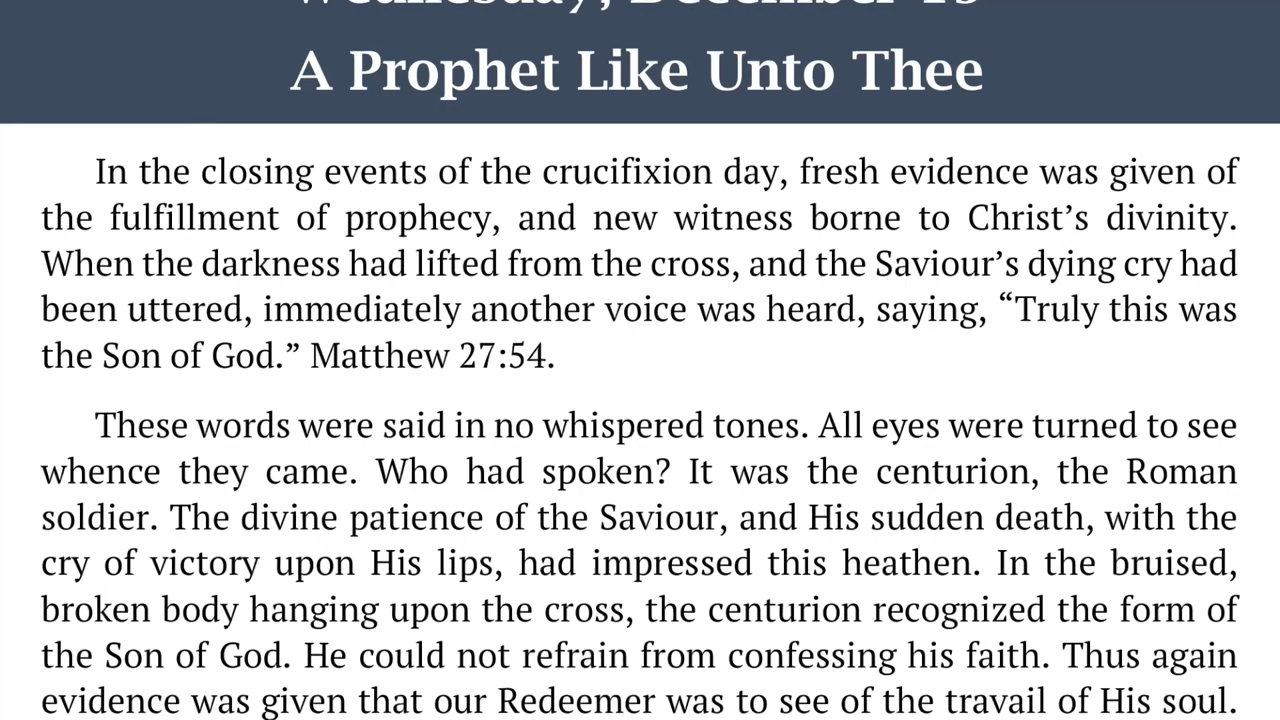 Wednesday, December 15
A Prophet Like Unto Thee
In the closing events of the crucifixion day, fresh evidence was given of
the fulfillment of prophecy, and new witness borne to Christ’s divinity.
When the darkness had lifted from the cross, and the Saviour’s dying cry had
been uttered, immediately another voice was heard, saying, “Truly this was
the Son of God.” Matthew 27:54.
These words were said in no whispered tones. All eyes were turned to see
whence they came. Who had spoken? It was the centurion, the Roman
soldier. The divine patience of the Saviour, and His sudden death, with the
cry of victory upon His lips, had impressed this heathen. In the bruised,
broken body hanging upon the cross, the centurion recognized the form of
the Son of God. He could not refrain from confessing his faith. Thus again
evidence was given that our Redeemer was to see of the travail of His soul.